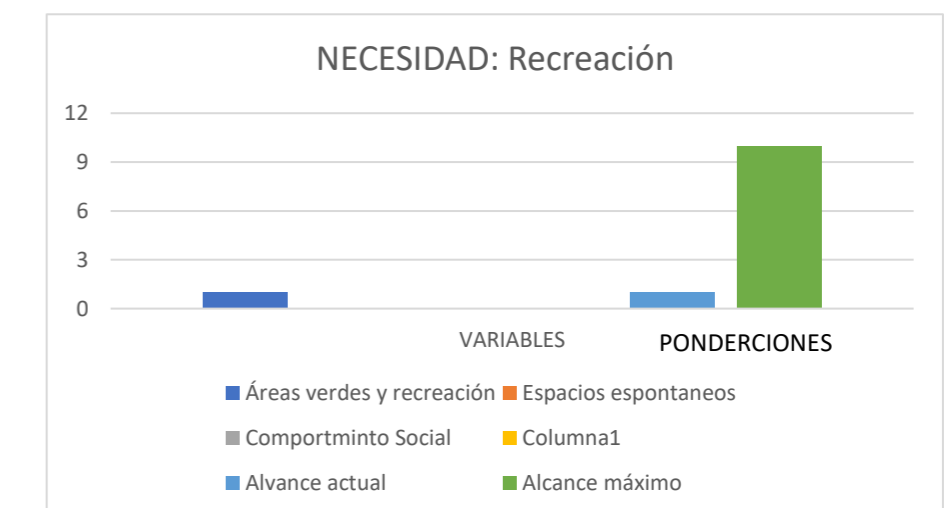 NECESIDAD: Recreación
12
9
6
3
0
VARIABLES PONDERCIONES
Áreas verdes y recreación Espacios espontaneos
Comportminto Social Columna1
Alvance actual Alcance máximo